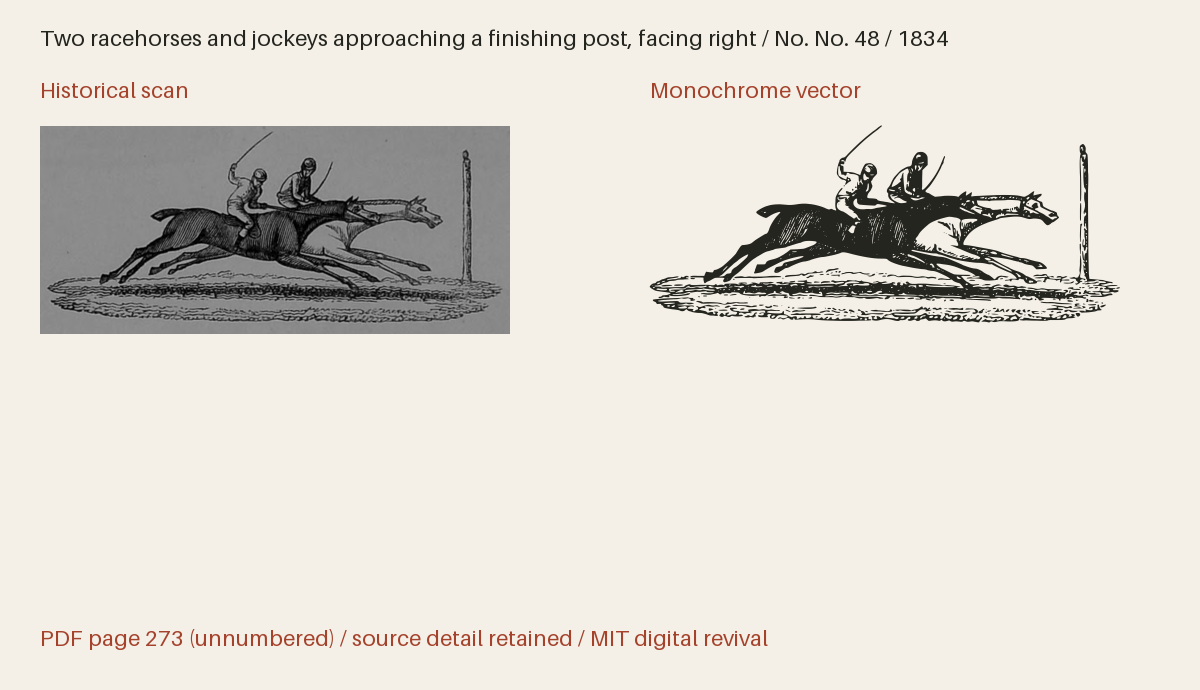 Two racehorses and jockeys approaching a finishing post, facing right / No. No. 48 / 1834
Historical scan
Monochrome vector
PDF page 273 (unnumbered) / source detail retained / MIT digital revival